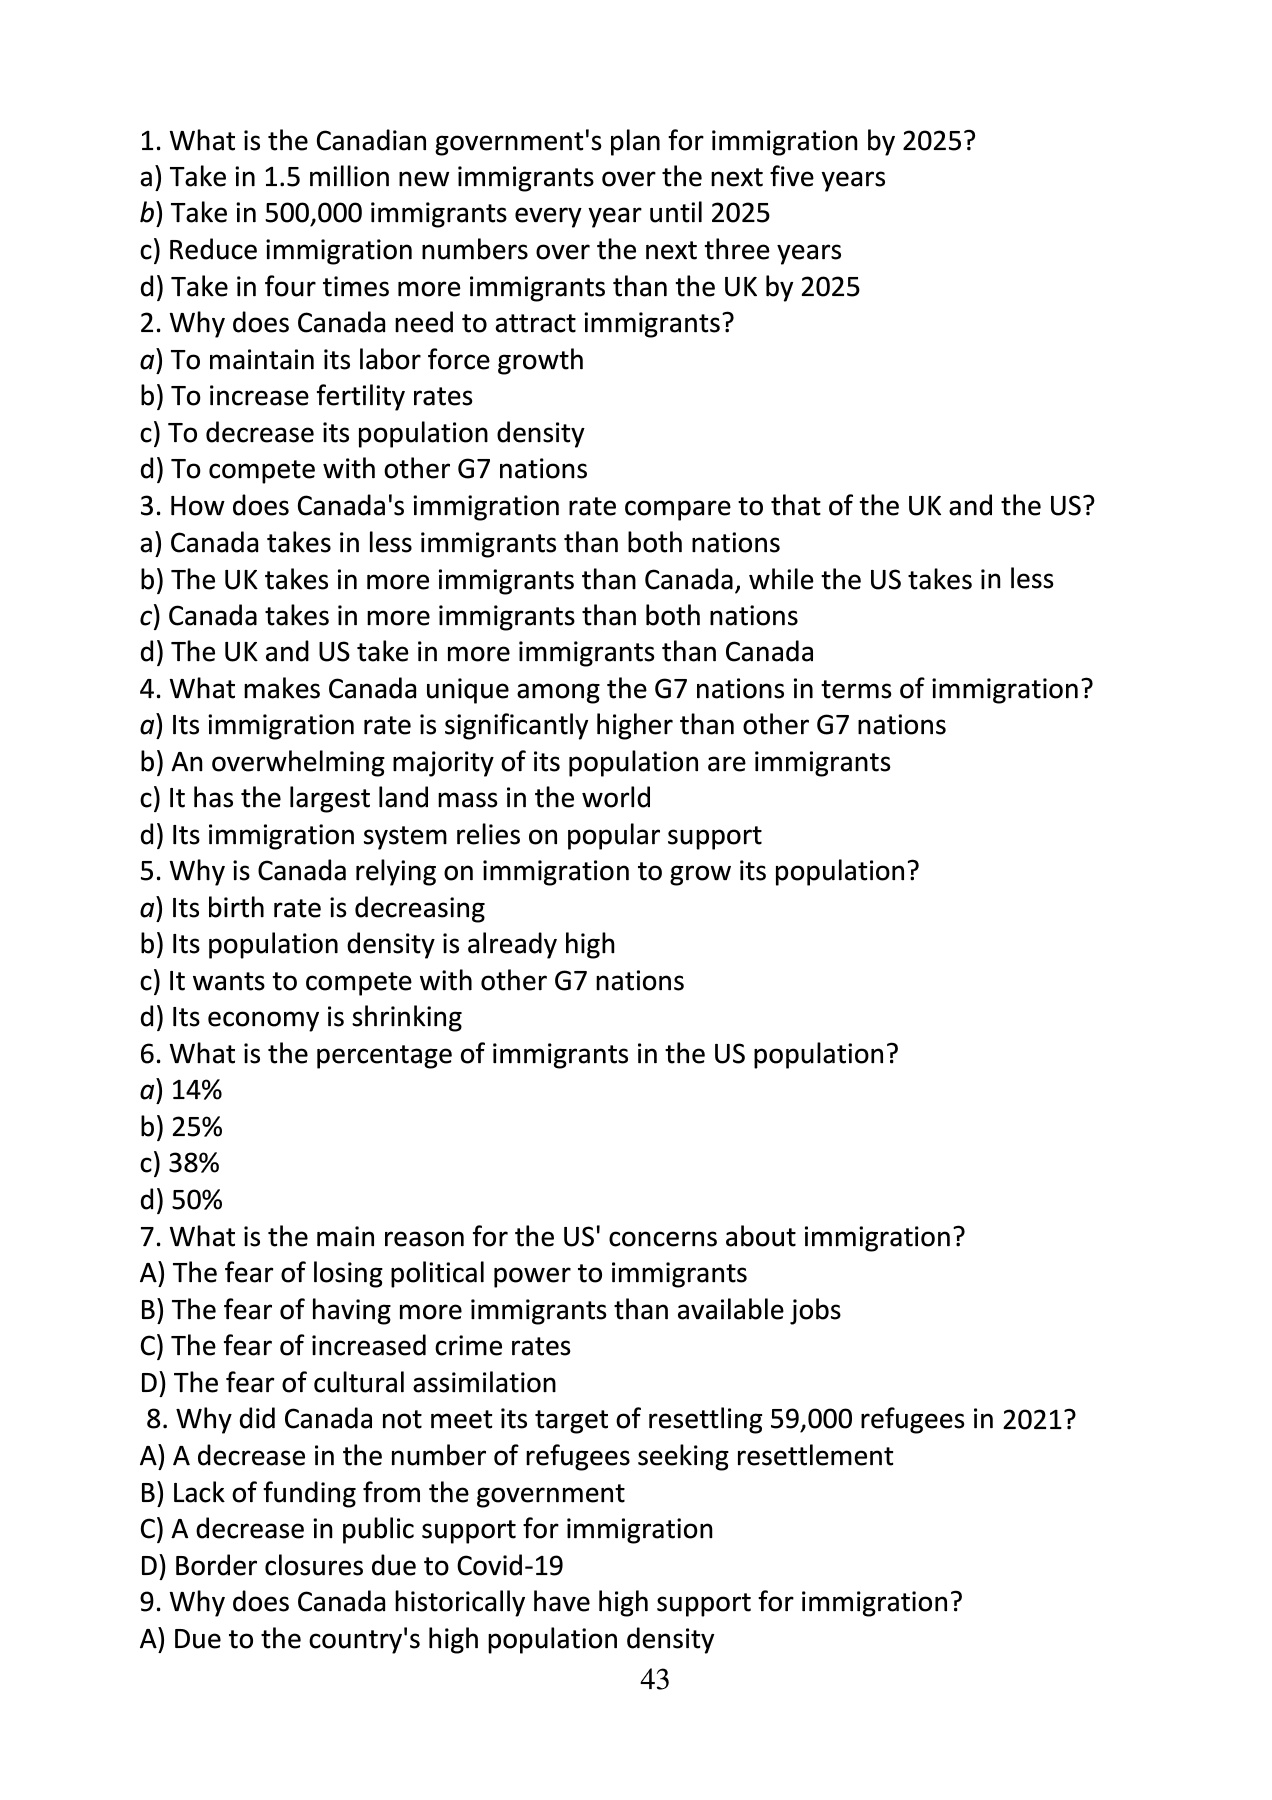 1. What is the Canadian government's plan for immigration by 2025?
a) Take in 1.5 million new immigrants over the next five years
b) Take in 500,000 immigrants every year until 2025
c) Reduce immigration numbers over the next three years
d) Take in four times more immigrants than the UK by 2025
2. Why does Canada need to attract immigrants?
a) To maintain its labor force growth
b) To increase fertility rates
c) To decrease its population density
d) To compete with other G7 nations
3. How does Canada's immigration rate compare to that of the UK and the US?
a) Canada takes in less immigrants than both nations
b) The UK takes in more immigrants than Canada, while the US takes in less
c) Canada takes in more immigrants than both nations
d) The UK and US take in more immigrants than Canada
4. What makes Canada unique among the G7 nations in terms of immigration?
a) Its immigration rate is significantly higher than other G7 nations
b) An overwhelming majority of its population are immigrants
c) It has the largest land mass in the world
d) Its immigration system relies on popular support
5. Why is Canada relying on immigration to grow its population?
a) Its birth rate is decreasing
b) Its population density is already high
c) It wants to compete with other G7 nations
d) Its economy is shrinking
6. What is the percentage of immigrants in the US population?
a) 14%
b) 25%
c) 38%
d) 50%
7. What is the main reason for the US' concerns about immigration?
A) The fear of losing political power to immigrants
B) The fear of having more immigrants than available jobs
C) The fear of increased crime rates
D) The fear of cultural assimilation
8. Why did Canada not meet its target of resettling 59,000 refugees in 2021?
A) A decrease in the number of refugees seeking resettlement
B) Lack of funding from the government
C) A decrease in public support for immigration
D) Border closures due to Covid-19
9. Why does Canada historically have high support for immigration?
A) Due to the country's high population density
43